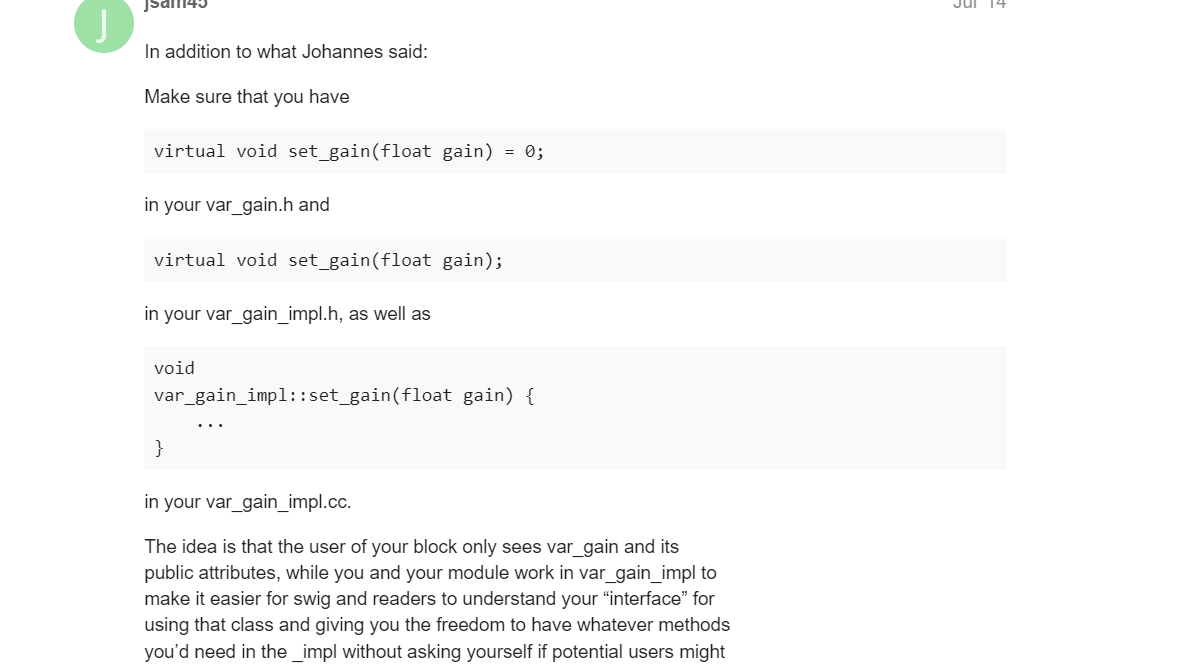 J
jsam45
Jul '14
In addition to what Johannes said:
Make sure that you have
virtual void set_gain(float gain) = 0;
in your var_gain.h and
virtual void set_gain(float gain);
in your var_gain_impl.h, as well as
void
var_gain_impl::set_gain(float gain) {
    ...
}
in your var_gain_impl.cc.
The idea is that the user of your block only sees var_gain and its
public attributes, while you and your module work in var_gain_impl to
make it easier for swig and readers to understand your “interface” for
using that class and giving you the freedom to have whatever methods
you’d need in the _impl without asking yourself if potential users might